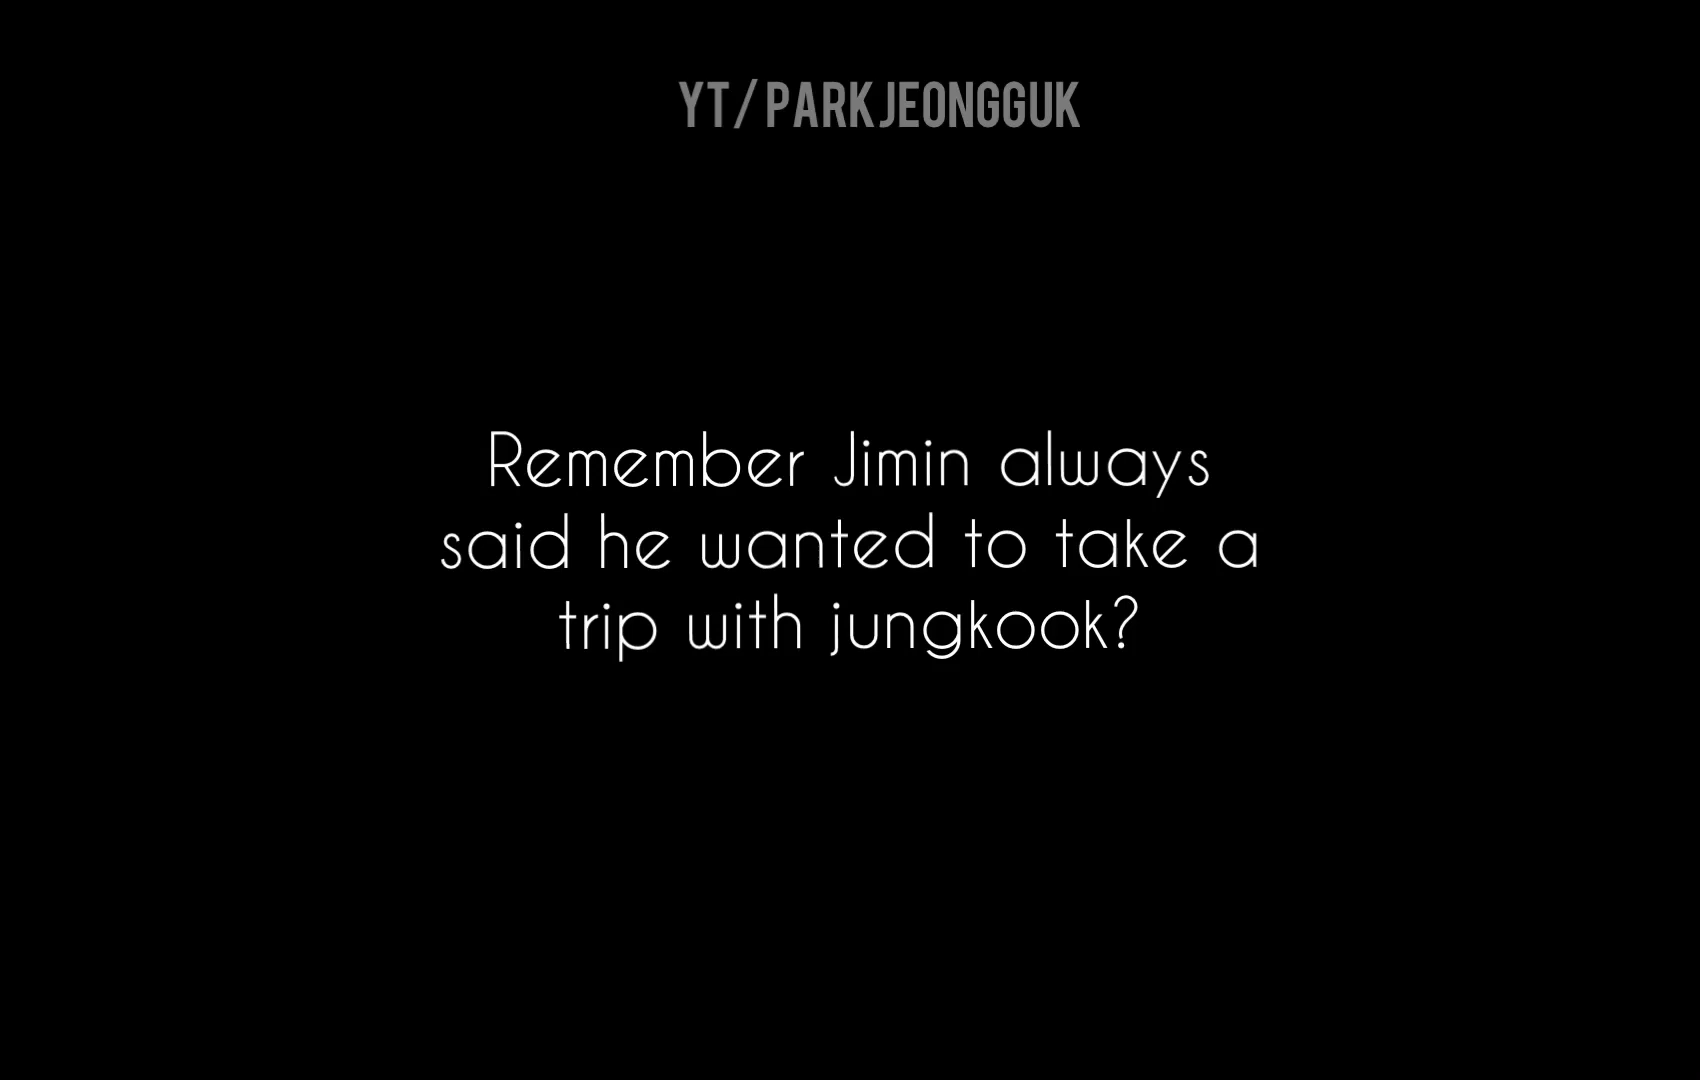 YT/PARKJEONGGUK
Remember Jimin always
said he wanted to take a
trip with jungkook?